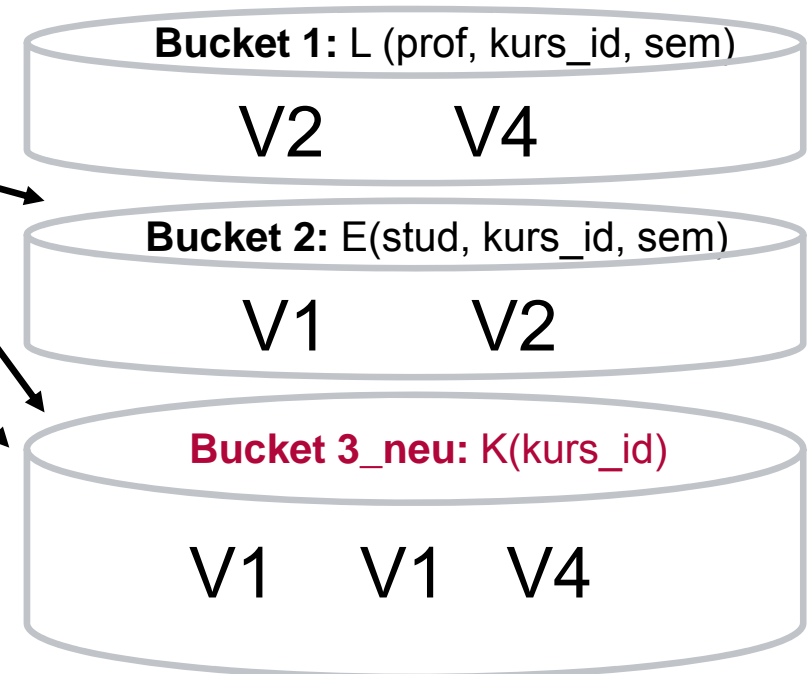 Bucket 1: L (prof, kurs_id, sem)
V2 V4
Bucket 2: E(stud, kurs_id, sem)
V1 V2
Bucket 3_neu: K(kurs_id)
V1 V1 V4